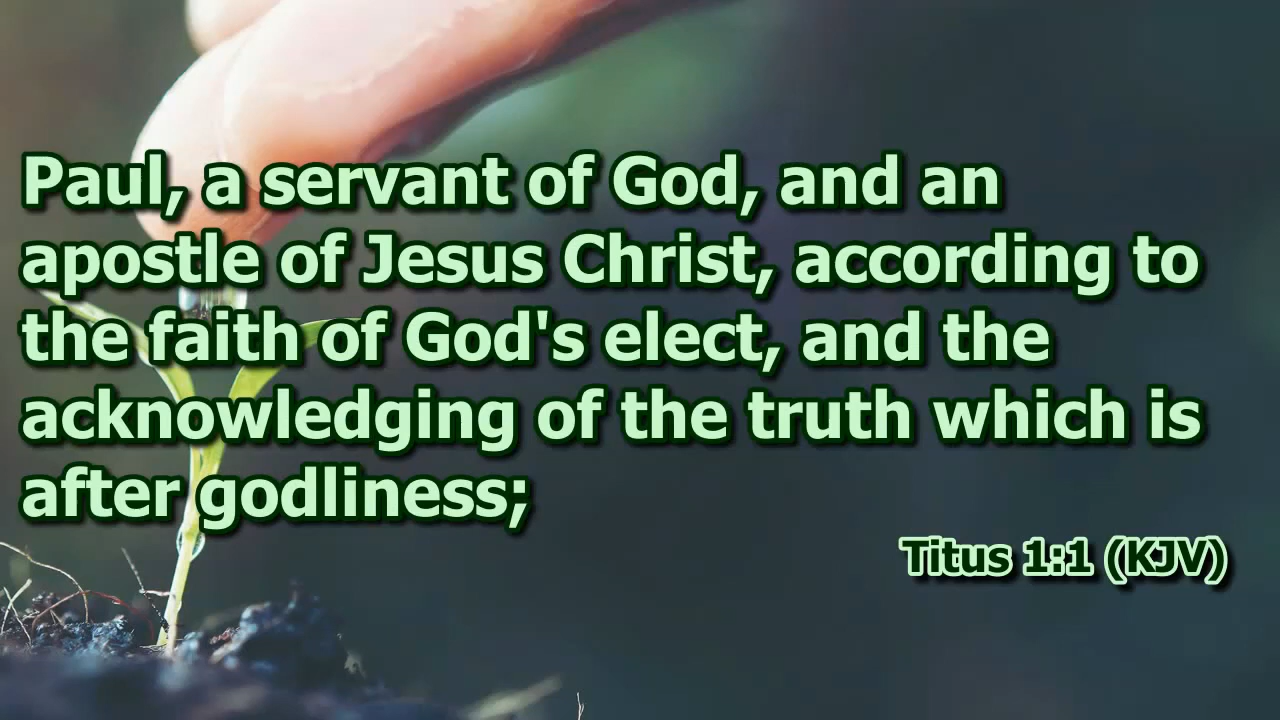 Paul, a servant of God, and an
apostle of Jesus Christ, according to
the faith of God's elect, and the
acknowledging of the truth which is
after godliness;
Titus 1:1 (KJV)